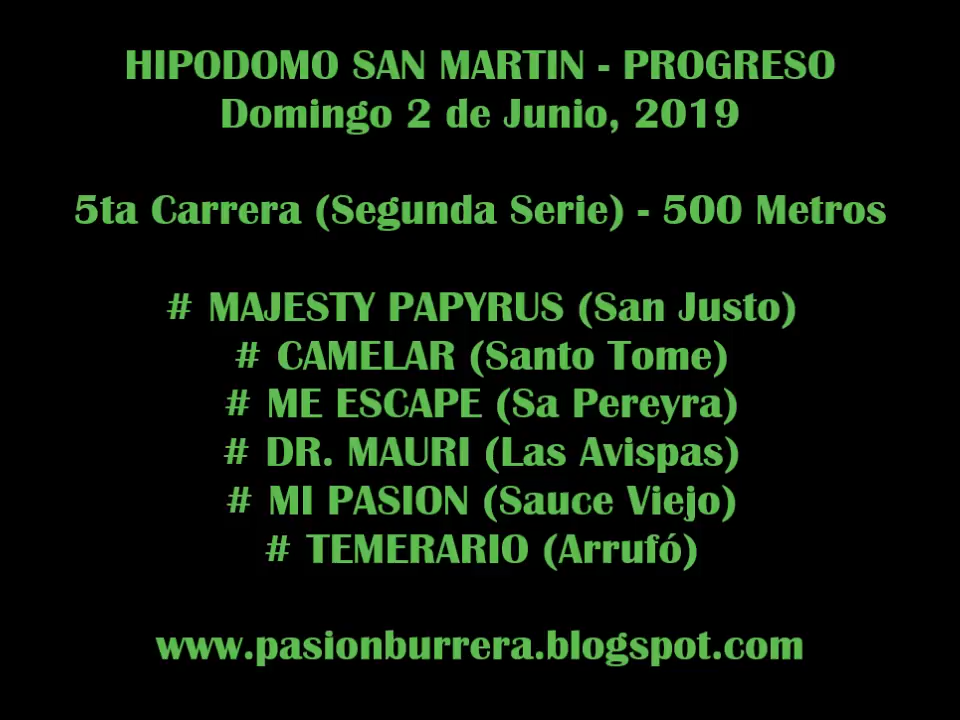 HIPODOMO SAN MARTIN - PROGRESO
Domingo 2 de Junio, 2019
5ta Carrera (Segunda Serie) - 500 Metros
# MAJESTY PAPYRUS (San Justo)
# CAMELAR (Santo Tome)
# ME ESCAPE (Sa Pereyra)
# DR. MAURI (Las Avispas)
# MI PASION (Sauce Viejo)
# TEMERARIO (Arrufó)
www.pasionburrera.blogspot.com